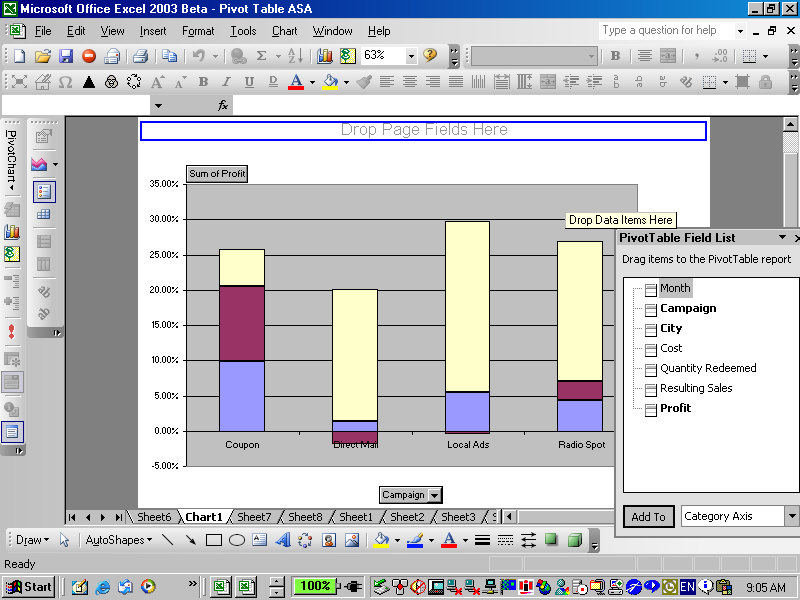 Microsoft Office Excel 2003 Beta - Pivot Table ASA
File Edit View Insert Format Tools Chart Window Help
Type a question for help
63%
B
B I U D A
fx
PivotChart
Drop Page Fields Here
Sum of Profit
35.00%
30.00%
25.00%
20.00%
15.00%
10.00%
5.00%
0.00%
-5.00%
Coupon Direct Mail Local Ads Radio Spot
Drop Data Items Here
Campaign
PivotTable Field List
Drag items to the PivotTable report
Month
Campaign
City
Cost
Quantity Redeemed
Resulting Sales
Profit
Add To Category Axis
Sheet6 Chart1 Sheet7 Sheet8 Sheet1 Sheet2 Sheet3
Draw AutoShapes
Ready
Start 100% EN 9:05 AM